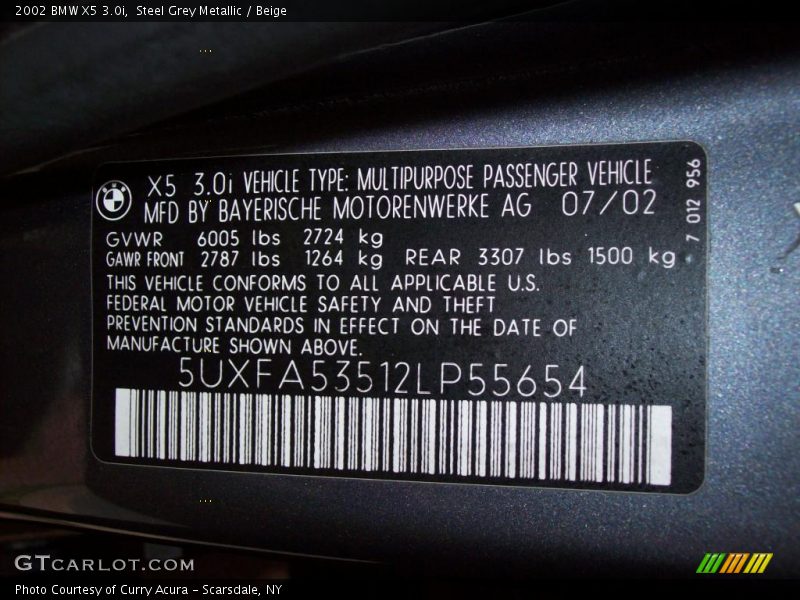 2002 BMW X5 3.0i,  Steel Grey Metallic / Beige
X5 3.0i VEHICLE TYPE: MULTIPURPOSE PASSENGER VEHICLE
MFD BY BAYERISCHE MOTORENWERKE AG 07/02
GVWR 6005 lbs 2724 kg
GAWR FRONT 2787 lbs 1264 kg REAR 3307 lbs 1500 kg
THIS VEHICLE CONFORMS TO ALL APPLICABLE U.S.
FEDERAL MOTOR VEHICLE SAFETY AND THEFT
PREVENTION STANDARDS IN EFFECT ON THE DATE OF
MANUFACTURE SHOWN ABOVE.
5UXFA53512LP55654
7 012 956
GTCARLOT.COM
Photo Courtesy of Curry Acura - Scarsdale, NY